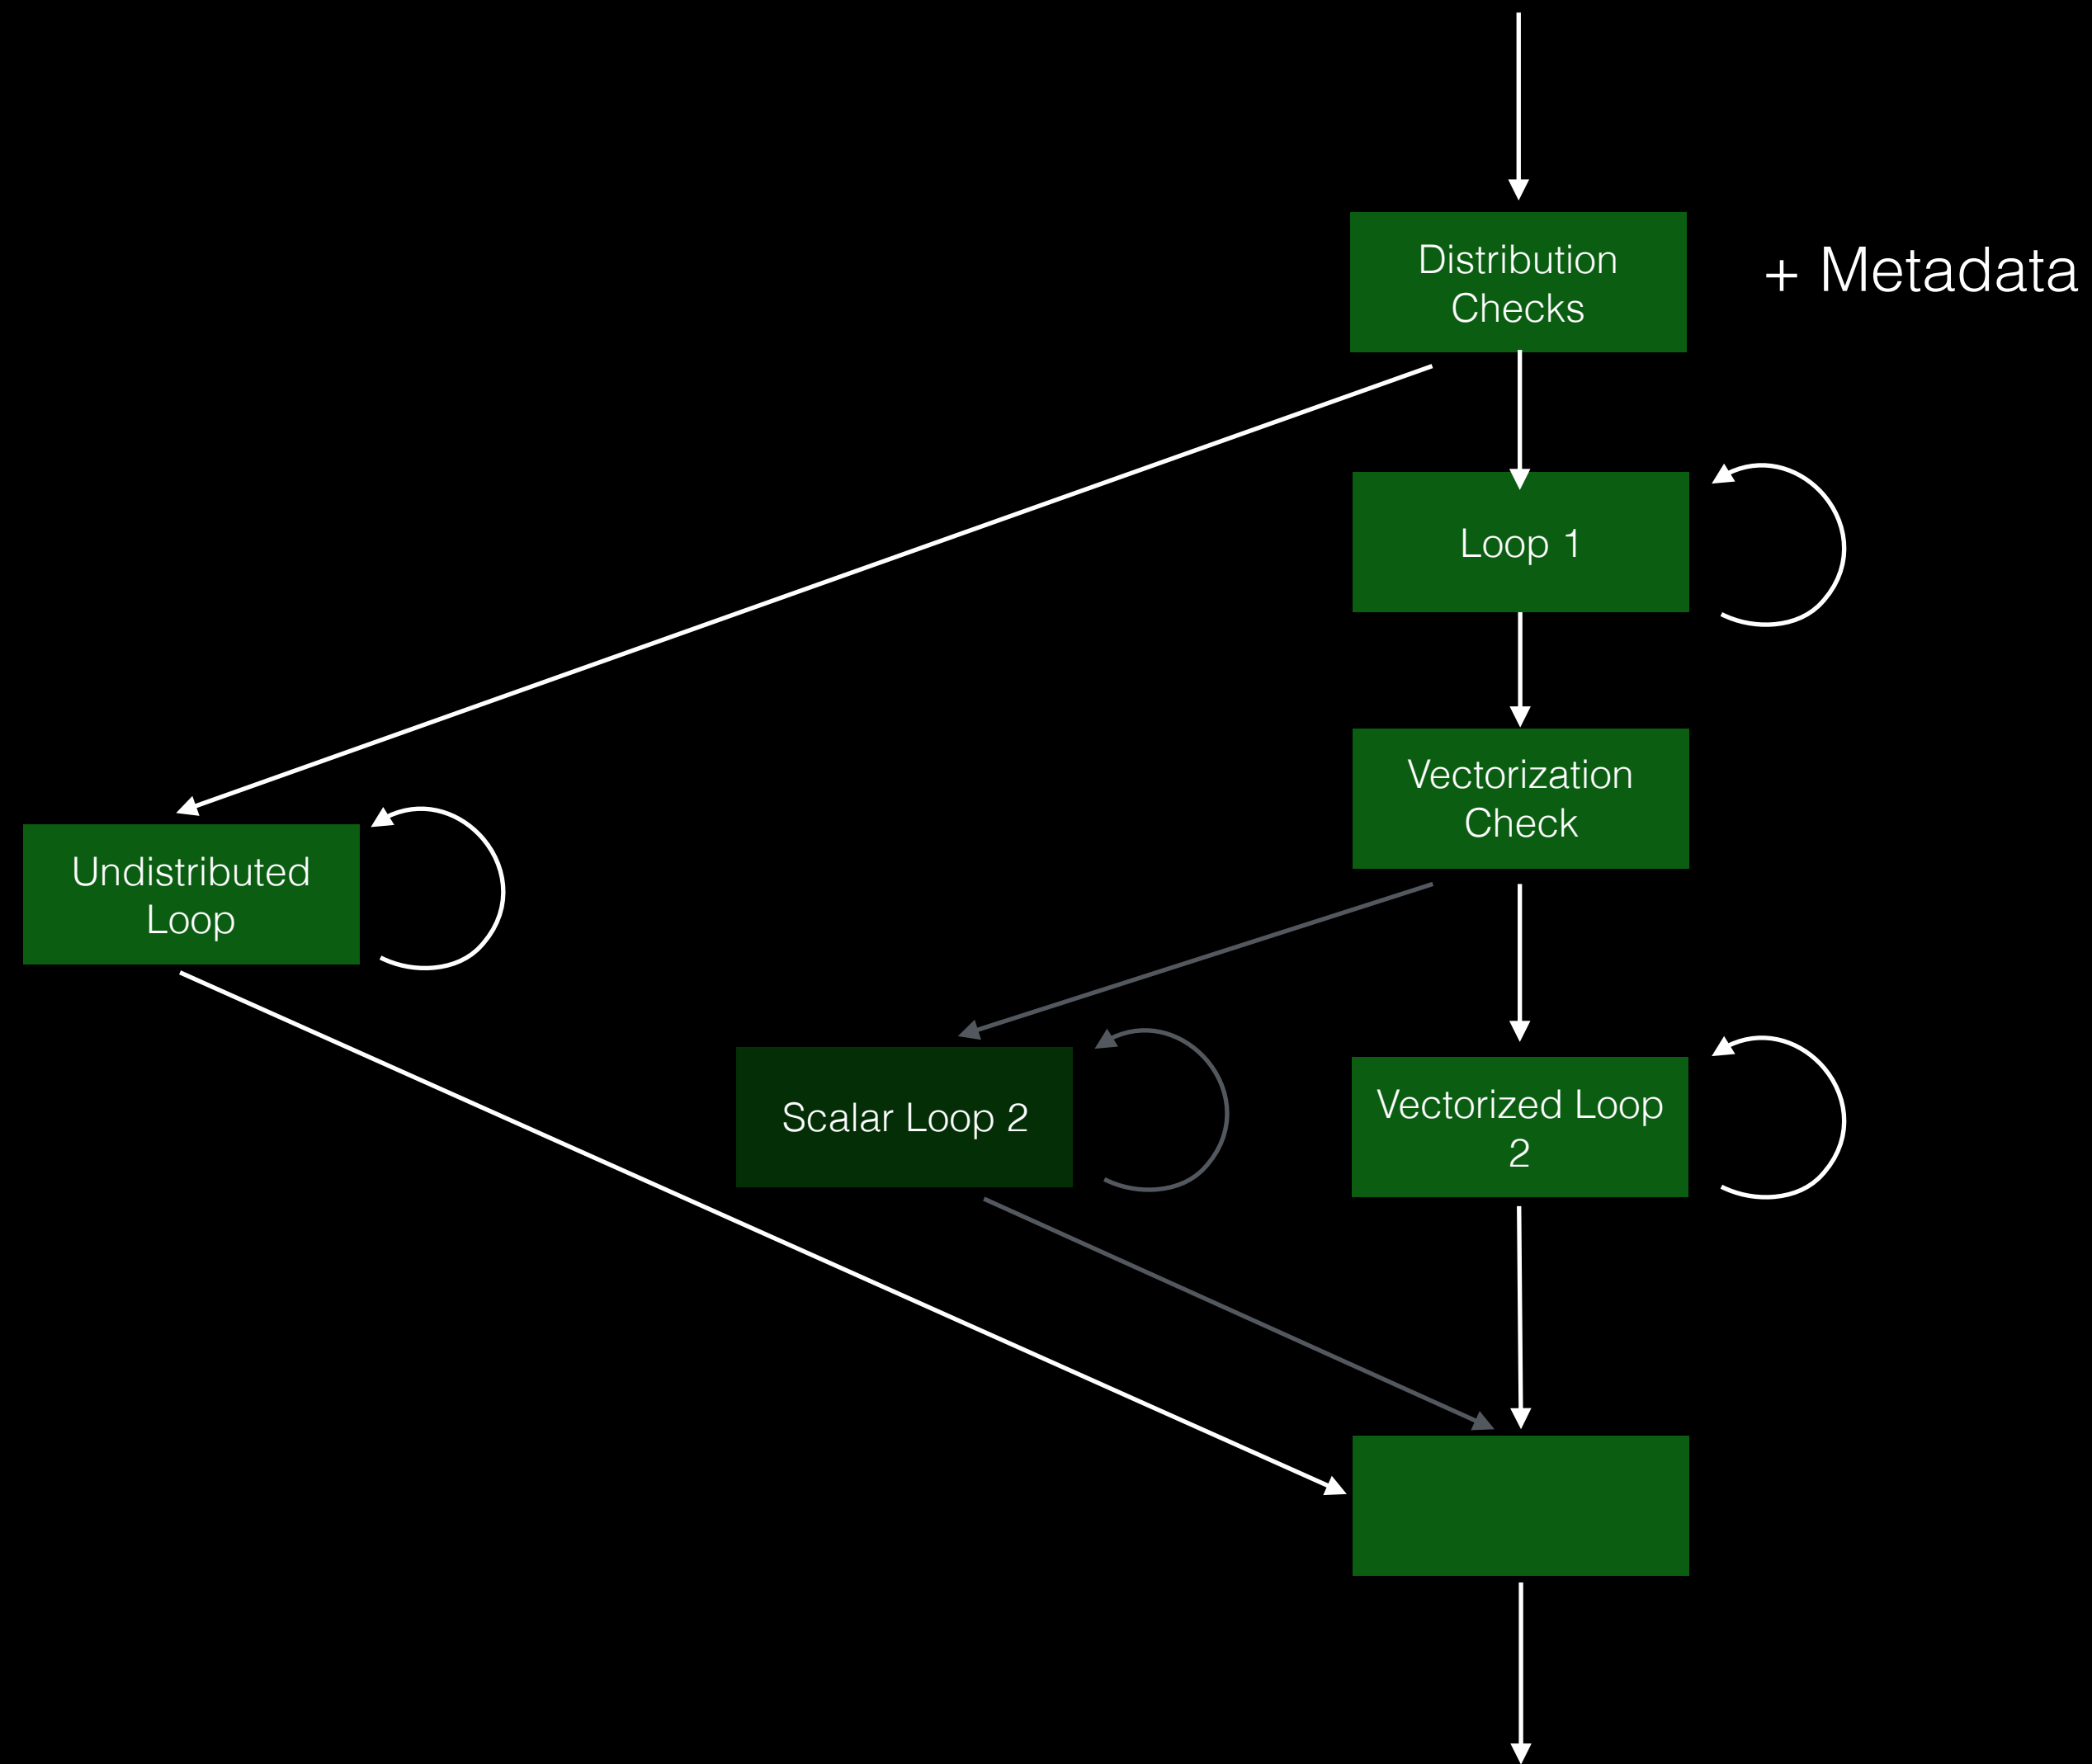 Distribution
Checks
+ Metadata
Loop 1
Vectorization
Check
Undistributed
Loop
Scalar Loop 2
Vectorized Loop
2